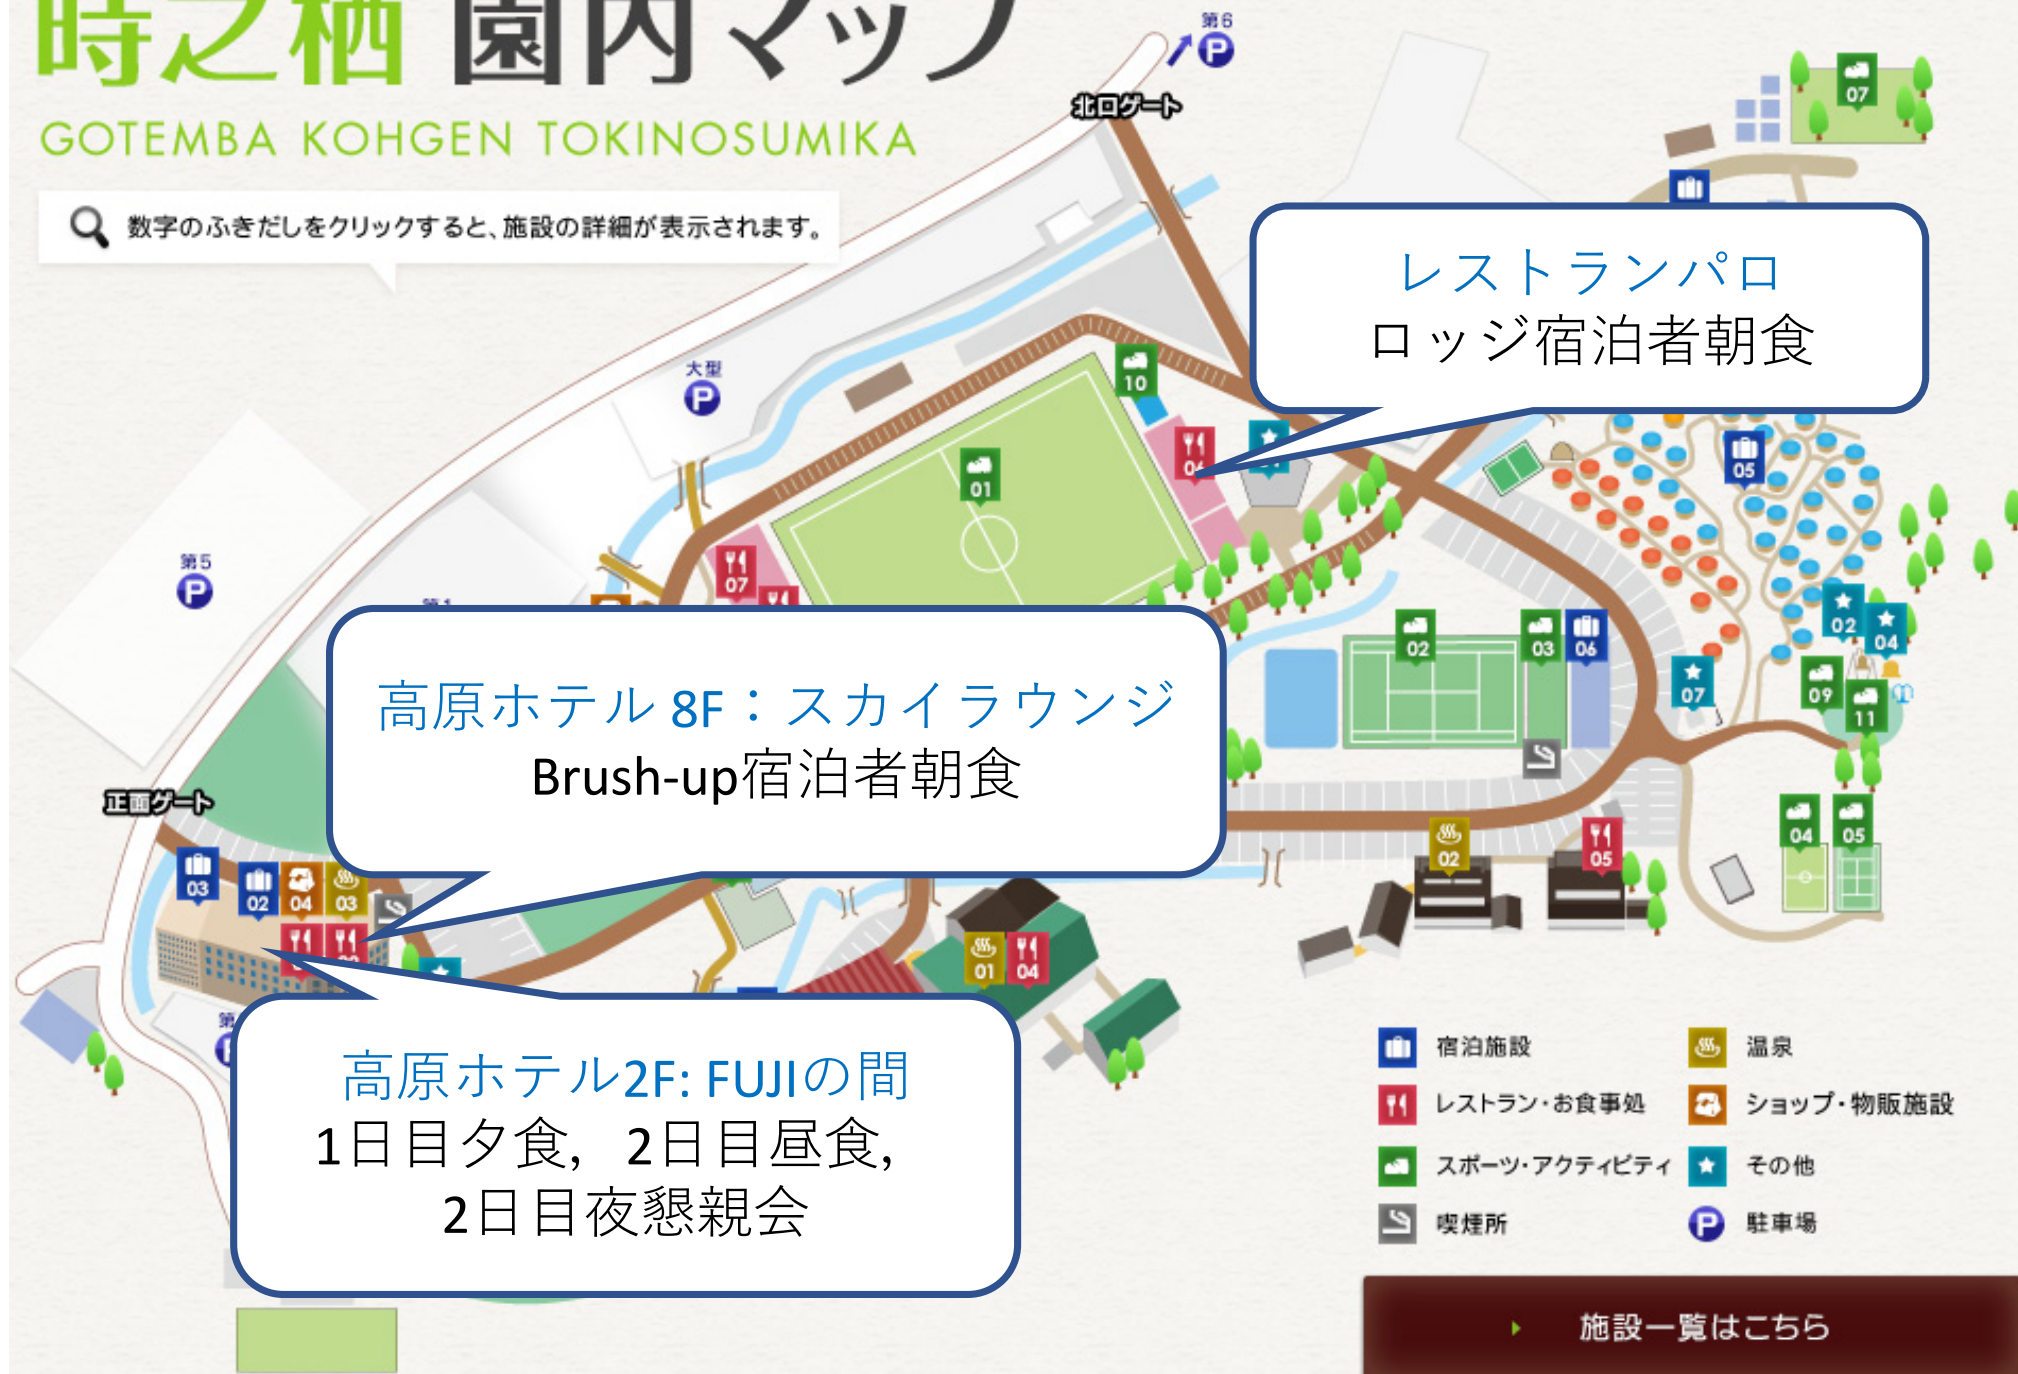 時之栖 園内マップ
GOTEMBA KOHGEN TOKINOSUMIKA
数字のふきだしをクリックすると、施設の詳細が表示されます。
第6
P
北口ゲート
07
レストランパロ
ロッジ宿泊者朝食
大型
P
10
01
05
第5
P
07
02
03
06
02
04
07
09
11
高原ホテル 8F：スカイラウンジ
Brush-up宿泊者朝食
正面ゲート
03
02
04
03
02
05
04
05
01
04
高原ホテル2F: FUJIの間
1日目夕食, 2日目昼食,
2日目夜懇親会
宿泊施設
温泉
レストラン・お食事処
ショップ・物販施設
スポーツ・アクティビティ
その他
喫煙所
P 駐車場
施設一覧はこちら